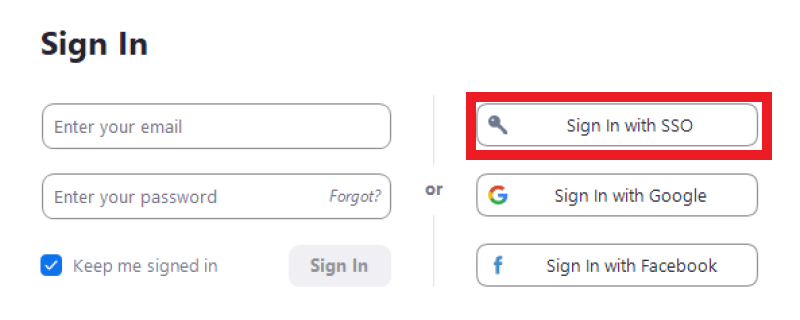 Sign In
Enter your email
Enter your password Forgot?
Keep me signed in Sign In
or
Sign In with SSO
Sign In with Google
Sign In with Facebook